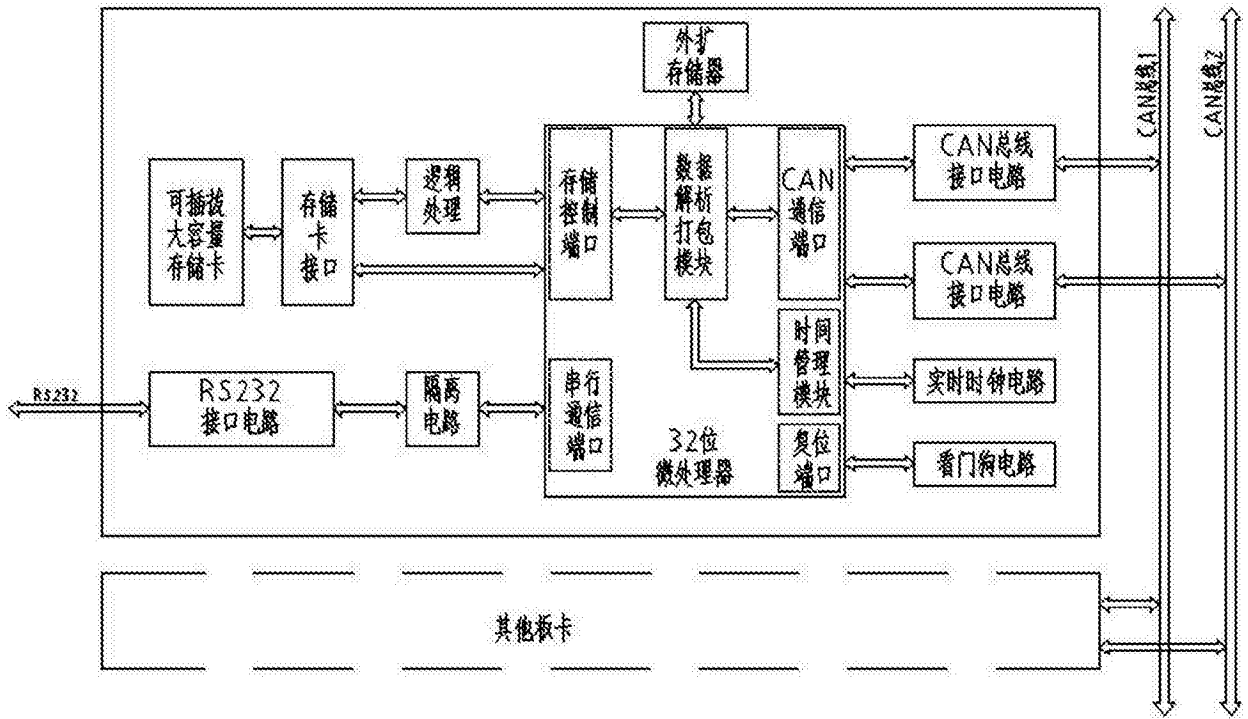 外扩
存储器
CAN总线1
CAN总线2
可插拔
大容量
存储卡
存储
卡
接口
逻辑
处理
存储
控制
端口
数据
解析
打包
模块
CAN
通信
端口
CAN总线
接口电路
CAN总线
接口电路
时间
管理
模块
实时时钟电路
RS232
RS232
接口电路
隔离
电路
串行
通信
端口
32位
微处理器
复位
端口
看门狗电路
其他板卡